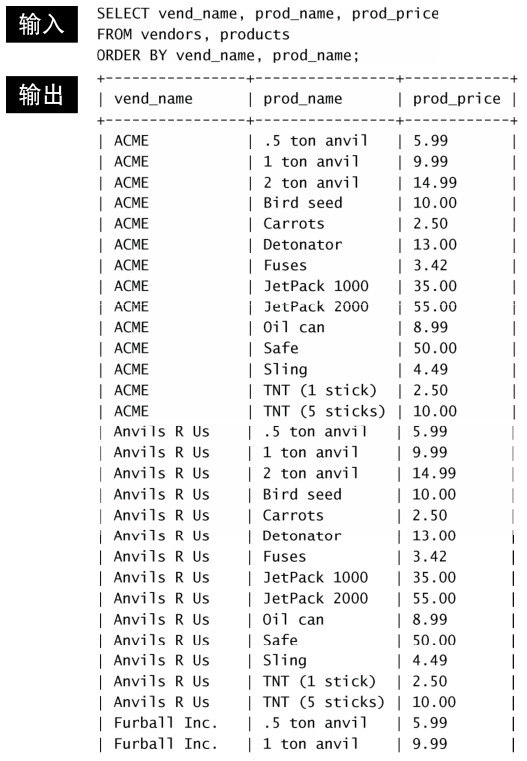 输入
SELECT vend_name, prod_name, prod_price
FROM vendors, products
ORDER BY vend_name, prod_name;
输出
+----------------+----------------+------------+
| vend_name | prod_name | prod_price |
+----------------+----------------+------------+
| ACME | .5 ton anvil | 5.99 |
| ACME | 1 ton anvil | 9.99 |
| ACME | 2 ton anvil | 14.99 |
| ACME | Bird seed | 10.00 |
| ACME | Carrots | 2.50 |
| ACME | Detonator | 13.00 |
| ACME | Fuses | 3.42 |
| ACME | JetPack 1000 | 35.00 |
| ACME | JetPack 2000 | 55.00 |
| ACME | Oil can | 8.99 |
| ACME | Safe | 50.00 |
| ACME | Sling | 4.49 |
| ACME | TNT (1 stick) | 2.50 |
| ACME | TNT (5 sticks) | 10.00 |
| Anvils R Us | .5 ton anvil | 5.99 |
| Anvils R Us | 1 ton anvil | 9.99 |
| Anvils R Us | 2 ton anvil | 14.99 |
| Anvils R Us | Bird seed | 10.00 |
| Anvils R Us | Carrots | 2.50 |
| Anvils R Us | Detonator | 13.00 |
| Anvils R Us | Fuses | 3.42 |
| Anvils R Us | JetPack 1000 | 35.00 |
| Anvils R Us | JetPack 2000 | 55.00 |
| Anvils R Us | Oil can | 8.99 |
| Anvils R Us | Safe | 50.00 |
| Anvils R Us | Sling | 4.49 |
| Anvils R Us | TNT (1 stick) | 2.50 |
| Anvils R Us | TNT (5 sticks) | 10.00 |
| Furball Inc. | .5 ton anvil | 5.99 |
| Furball Inc. | 1 ton anvil | 9.99 |